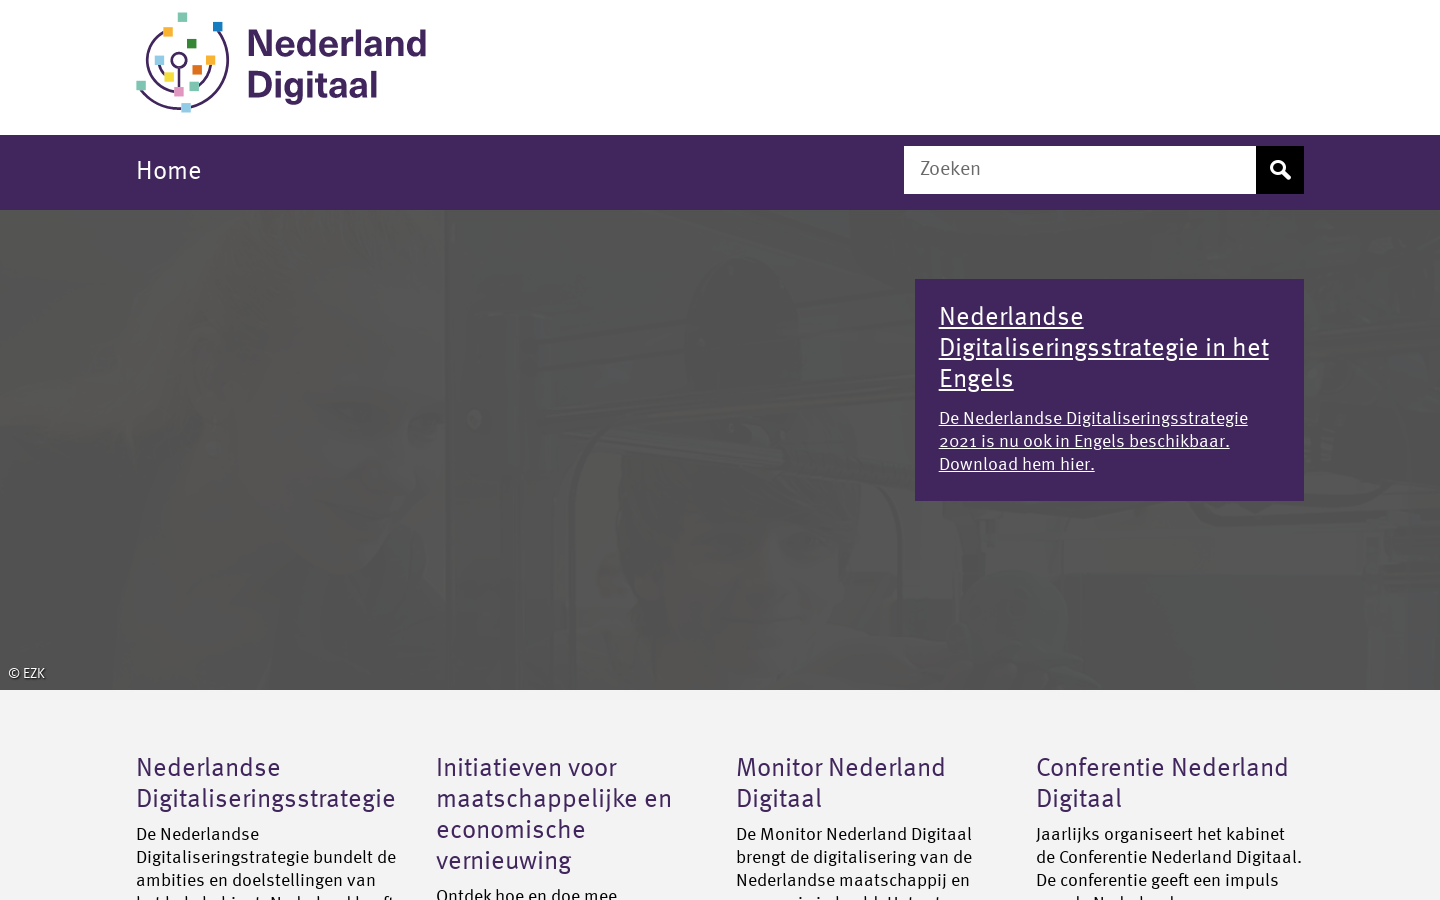 Nederland
Digitaal
Home
Zoeken
Nederlandse
Digitaliseringsstrategie in het
Engels
De Nederlandse Digitaliseringsstrategie
2021 is nu ook in Engels beschikbaar.
Download hem hier.
© EZK
Nederlandse
Digitaliseringsstrategie
De Nederlandse
Digitaliseringstrategie bundelt de
ambities en doelstellingen van
Initiatieven voor
maatschappelijke en
economische
vernieuwing
Ontdek hoe en doe mee
Monitor Nederland
Digitaal
De Monitor Nederland Digitaal
brengt de digitalisering van de
Nederlandse maatschappij en
Conferentie Nederland
Digitaal
Jaarlijks organiseert het kabinet
de Conferentie Nederland Digitaal.
De conferentie geeft een impuls